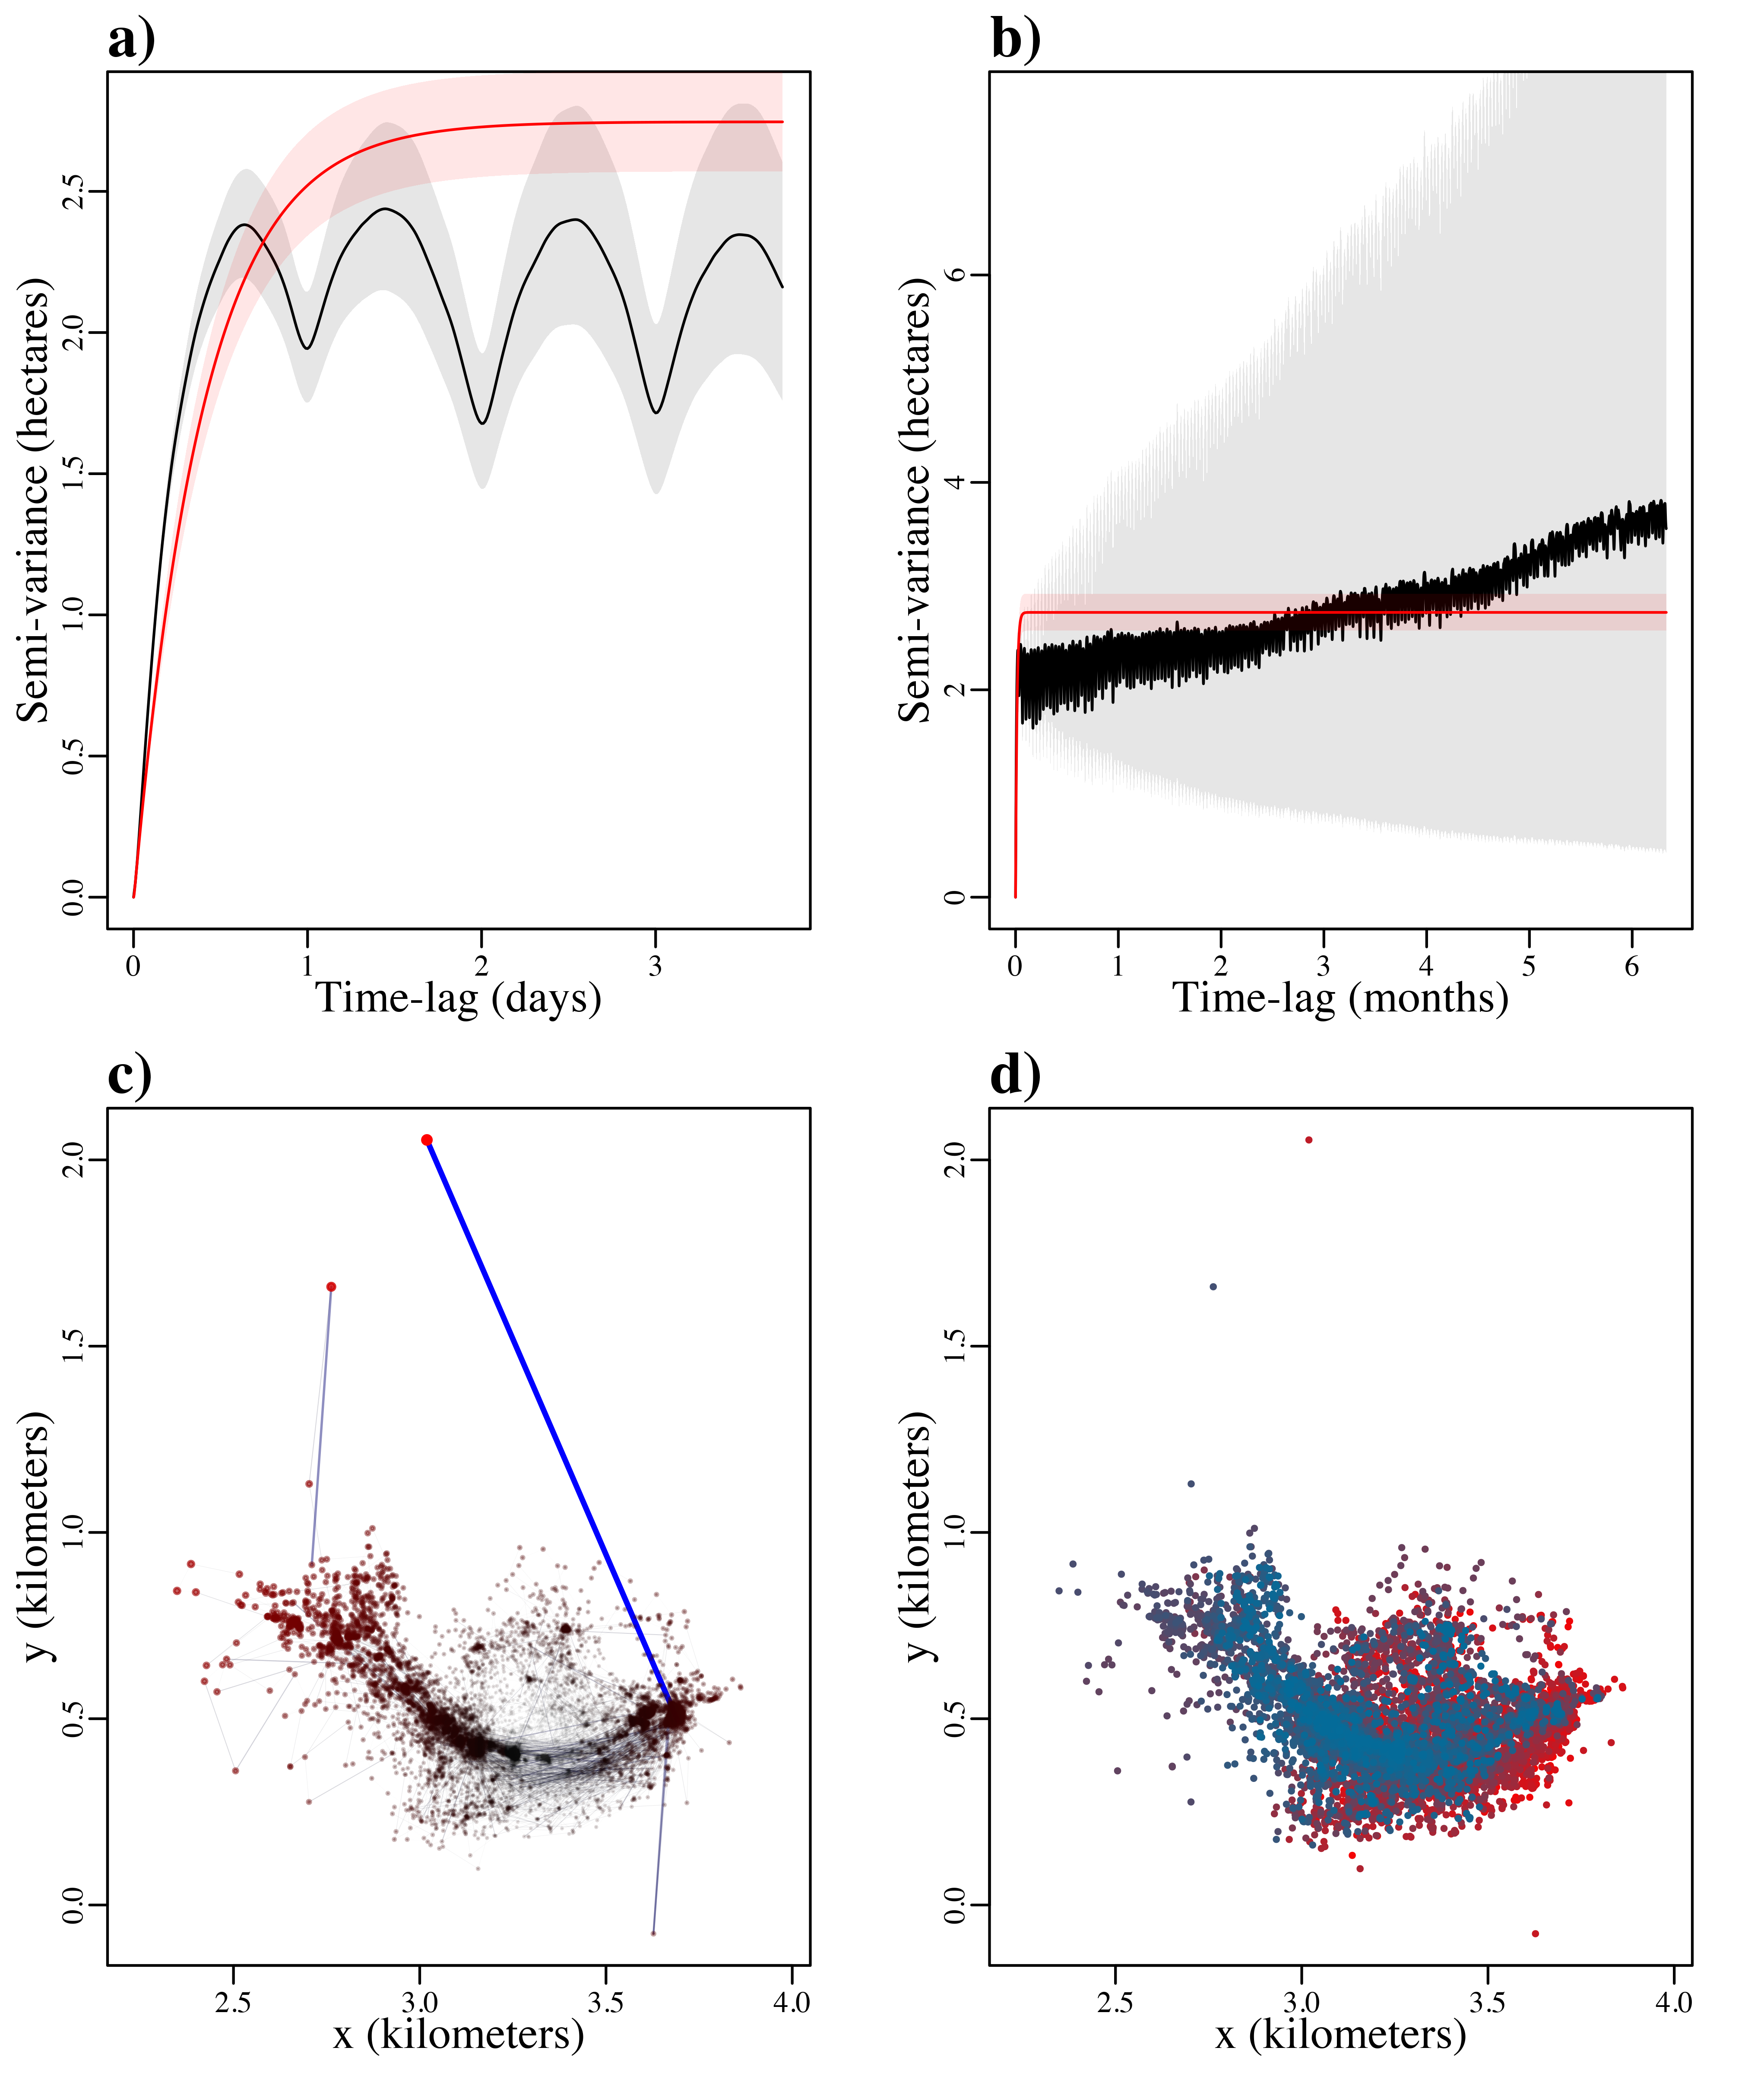 a)
Semi-variance (hectares)
0.0 0.5 1.0 1.5 2.0 2.5
0 1 2 3
Time-lag (days)
b)
Semi-variance (hectares)
0 2 4 6
0 1 2 3 4 5 6
Time-lag (months)
c)
y (kilometers)
0.0 0.5 1.0 1.5 2.0
2.5 3.0 3.5 4.0
x (kilometers)
d)
y (kilometers)
0.0 0.5 1.0 1.5 2.0
2.5 3.0 3.5 4.0
x (kilometers)